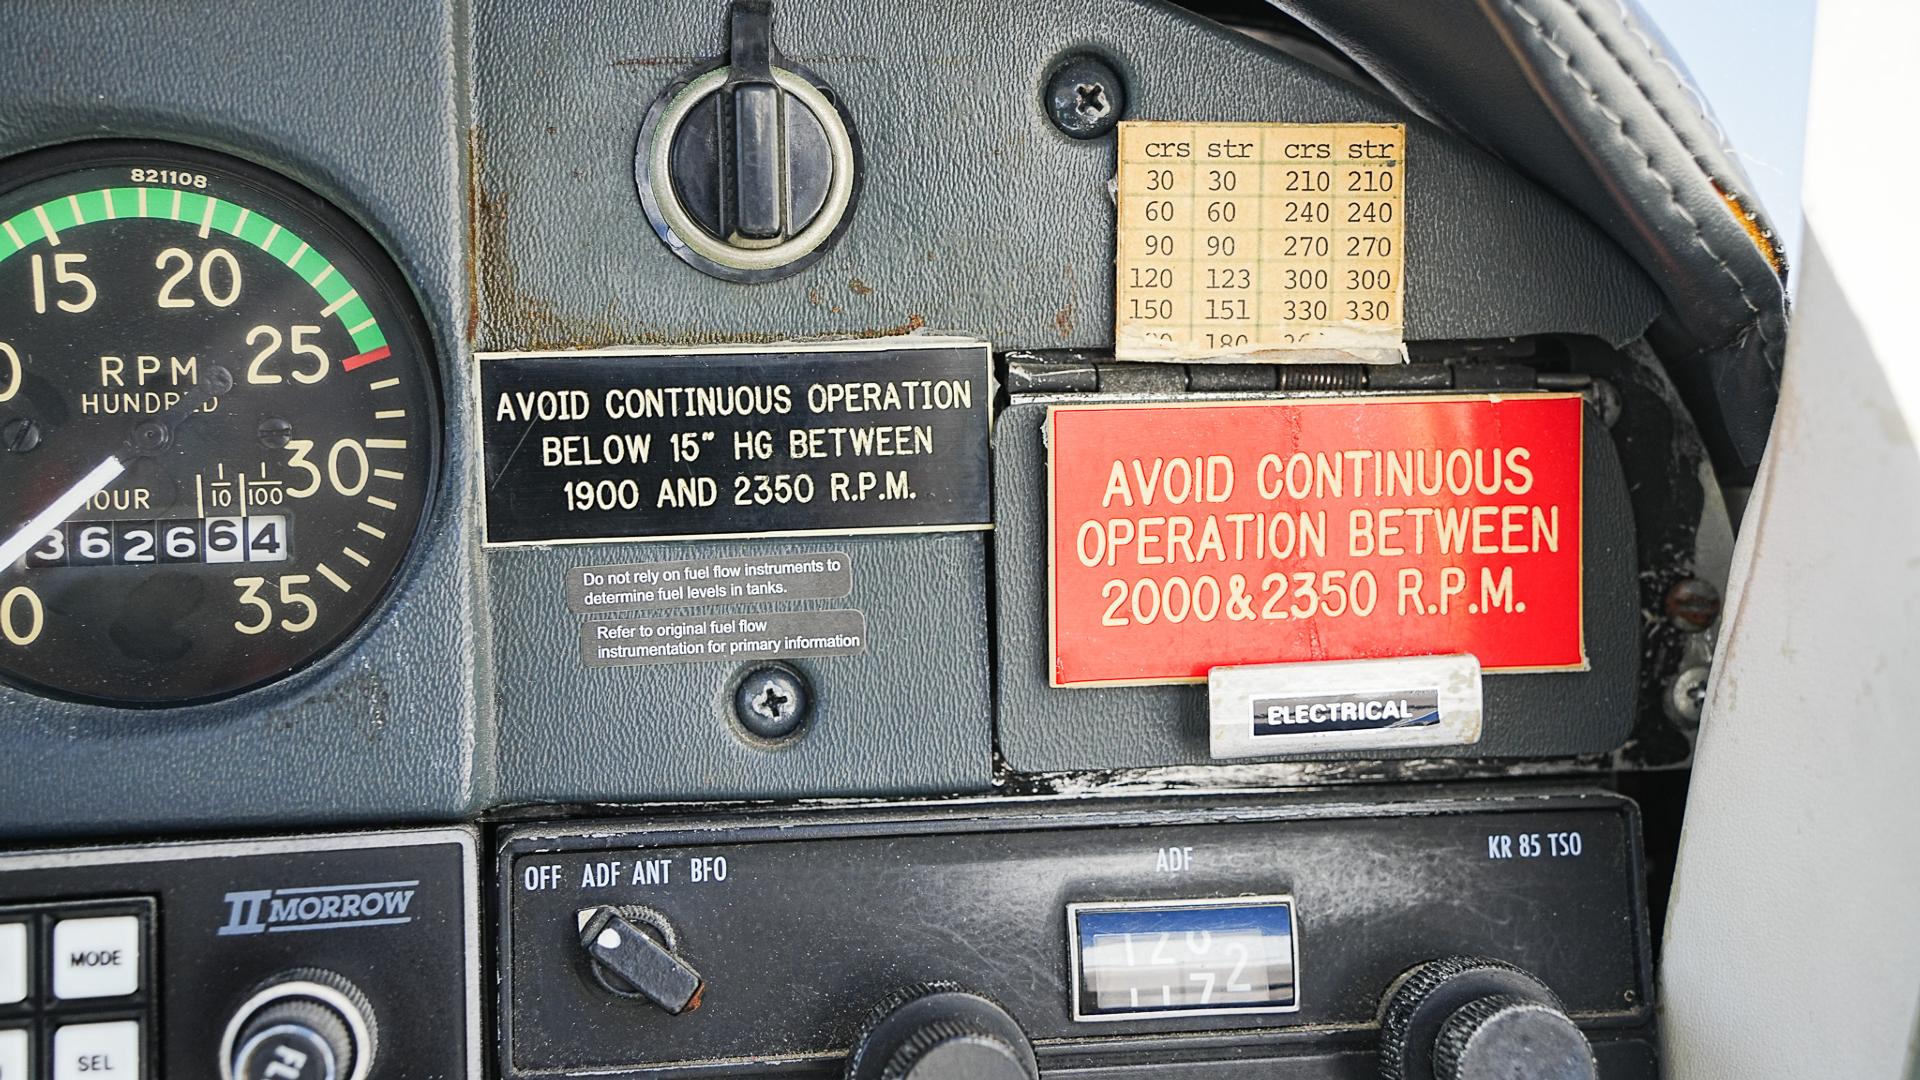 821108
15 20
25
RPM
HUNDRED
30
HOUR 1/10 1/100
362664
0
35
crs str crs str
30 30 210 210
60 60 240 240
90 90 270 270
120 123 300 300
150 151 330 330
180
AVOID CONTINUOUS OPERATION
BELOW 15” HG BETWEEN
1900 AND 2350 R.P.M.
AVOID CONTINUOUS
OPERATION BETWEEN
2000&2350 R.P.M.
Do not rely on fuel flow instruments to
determine fuel levels in tanks.
Refer to original fuel flow
instrumentation for primary information
ELECTRICAL
II MORROW
MODE
SEL
OFF ADF ANT BFO
ADF
KR 85 TSO